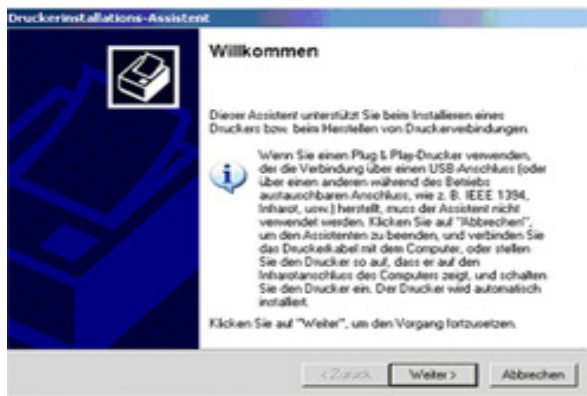 Druckerinstallations-Assistent
Willkommen
Dieser Assistent unterstützt Sie beim Installieren eines
Druckers bzw. beim Herstellen von Druckerverbindungen.
Wenn Sie einen Plug & Play-Drucker verwenden,
der die Verbindung über einen USB-Anschluss (oder
über einen anderen während des Betriebs
austauschbaren Anschluss, wie z. B. IEEE 1394,
Infrarot, usw.) herstellt, muss der Assistent nicht
verwendet werden. Klicken Sie auf "Abbrechen",
um den Assistenten zu beenden, und verbinden Sie
das Druckerkabel mit dem Computer, oder stellen
Sie den Drucker so auf, dass er auf den
Infrarotanschluss des Computers zeigt, und schalten
Sie den Drucker ein. Der Drucker wird automatisch
installiert.
Klicken Sie auf "Weiter", um den Vorgang fortzusetzen.
< Zurück Weiter > Abbrechen